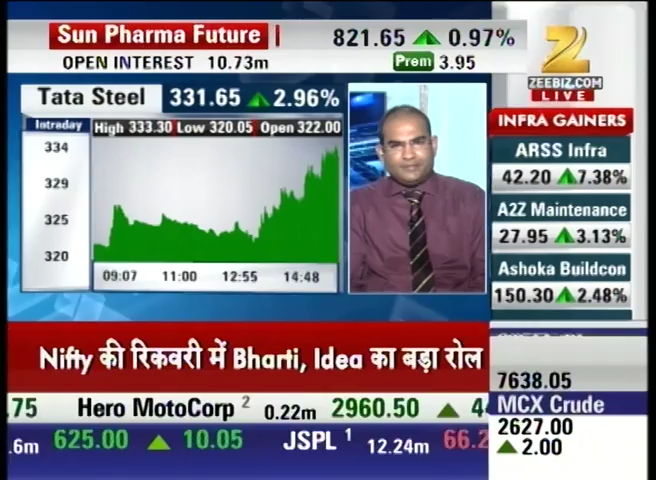 Sun Pharma Future
821.65 0.97%
OPEN INTEREST 10.73m
Prem 3.95
Z
ZEEBIZ.COM
LIVE
Tata Steel 331.65 2.96%
Intraday High 333.30 Low 320.05 Open 322.00
334
329
325
320
09:07 11:00 12:55 14:48
INFRA GAINERS
ARSS Infra
42.20 7.38%
A2Z Maintenance
27.95 3.13%
Ashoka Buildcon
150.30 2.48%
Nifty की रिकवरी में Bharti, Idea का बड़ा रोल
7638.05
MCX Crude
2627.00
2.00
.75 Hero MotoCorp 2 0.22m 2960.50 4
.6m 625.00 10.05 JSPL 1 12.24m 66.2